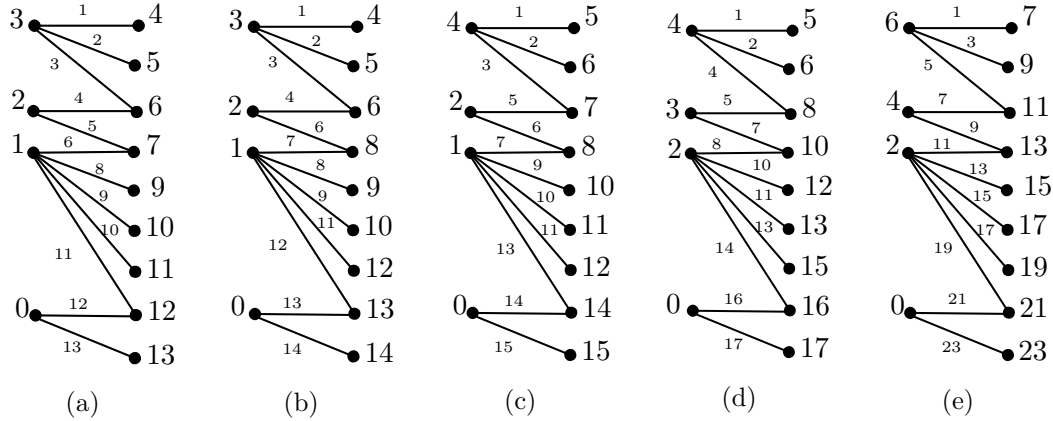 3 1 4 3 1 4 4 1 5 4 1 5 6 1 7
2 5 2 5 2 6 2 6 3 9
3 3 3 4 5
2 4 6 2 4 6 2 5 7 3 5 8 4 7 11
5 6 6 7 9
1 6 7 1 7 8 1 7 8 2 8 10 2 11 13
8 9 8 9 9 10 10 12 13 15
9 9 10 11 15
10 10 11 10 11 11 13 13 17 17
11 11 12 12 13 12 14 15 19 19
0 12 12 0 13 13 0 14 14 0 16 16 0 21 21
13 13 14 14 15 15 17 17 23 23
(a) (b) (c) (d) (e)